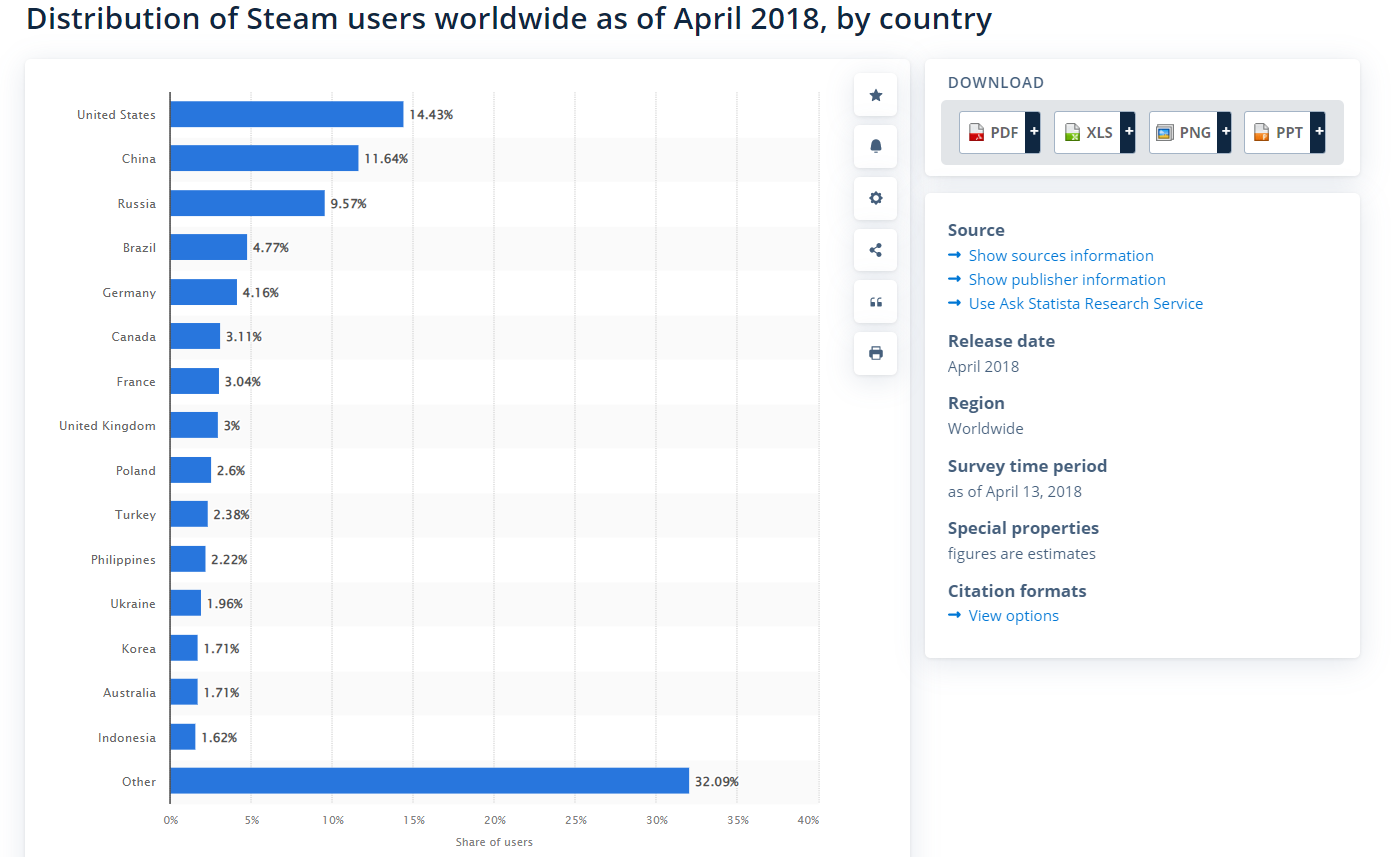 Distribution of Steam users worldwide as of April 2018, by country
United States 14.43%
China 11.64%
Russia 9.57%
Brazil 4.77%
Germany 4.16%
Canada 3.11%
France 3.04%
United Kingdom 3%
Poland 2.6%
Turkey 2.38%
Philippines 2.22%
Ukraine 1.96%
Korea 1.71%
Australia 1.71%
Indonesia 1.62%
Other 32.09%
0% 5% 10% 15% 20% 25% 30% 35% 40%
Share of users
DOWNLOAD
PDF + XLS + PNG + PPT +
Source
→ Show sources information
→ Show publisher information
→ Use Ask Statista Research Service
Release date
April 2018
Region
Worldwide
Survey time period
as of April 13, 2018
Special properties
figures are estimates
Citation formats
→ View options